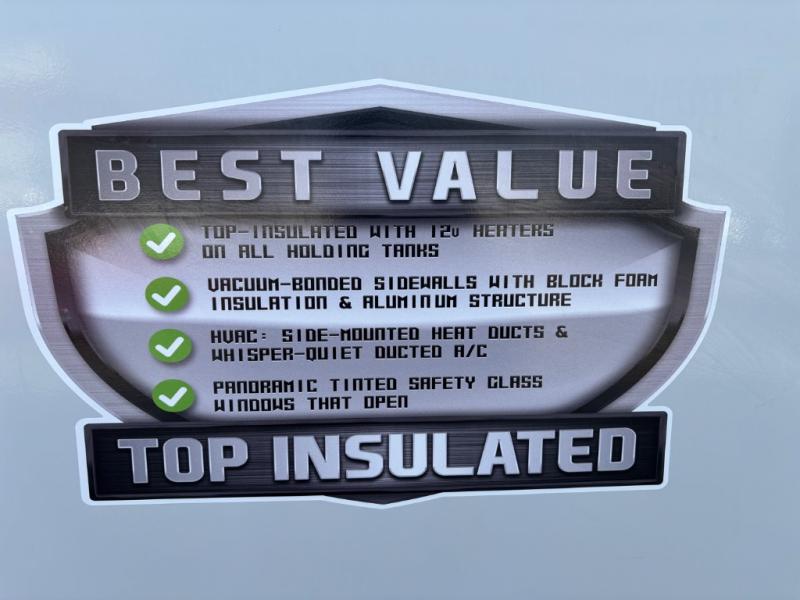 BEST VALUE
TOP-INSULATED WITH 12v HEATERS
ON ALL HOLDING TANKS
VACUUM-BONDED SIDEWALLS WITH BLOCK FOAM
INSULATION & ALUMINUM STRUCTURE
HVAC: SIDE-MOUNTED HEAT DUCTS &
WHISPER-QUIET DUCTED A/C
PANORAMIC TINTED SAFETY GLASS
WINDOWS THAT OPEN
TOP INSULATED